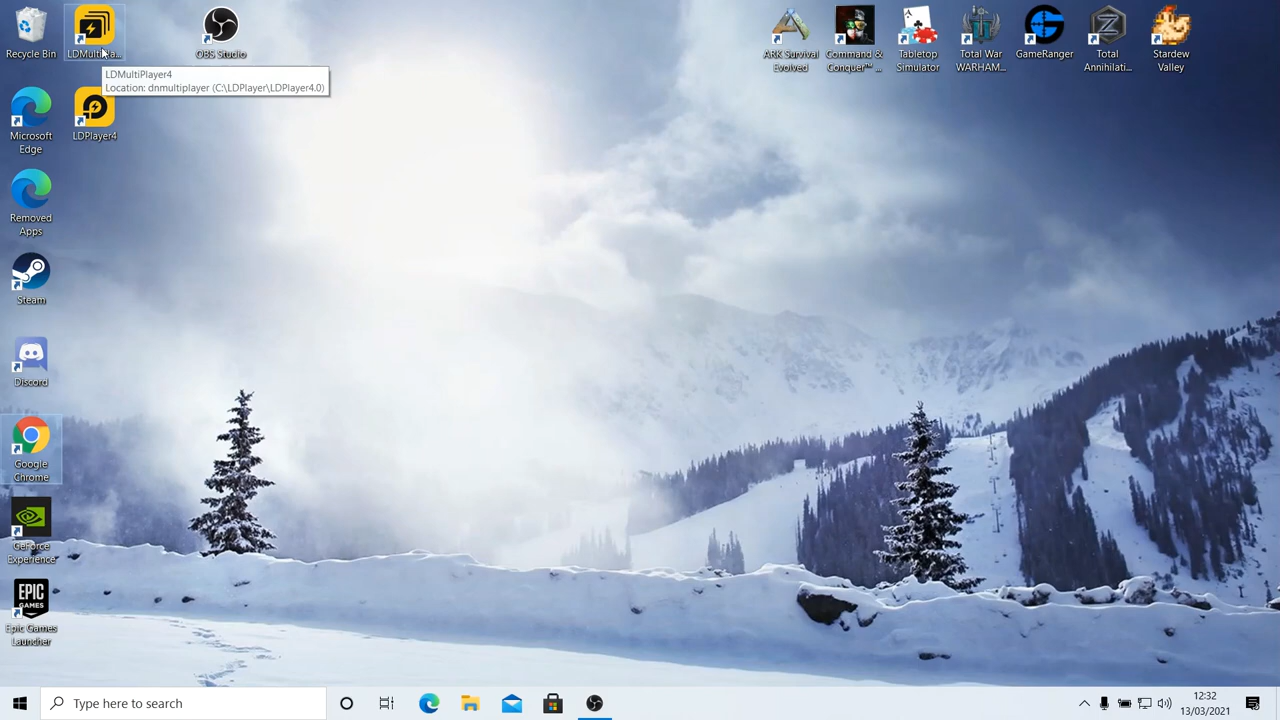 Recycle Bin
LDMultiPla...
OBS Studio
LDMultiPlayer4
Location: dnmultiplayer (C:\LDPlayer\LDPlayer4.0)
Microsoft
Edge
LDPlayer4
Removed
Apps
Steam
Discord
Google
Chrome
GeForce
Experience
EPIC
GAMES
Epic Games
Launcher
ARK Survival
Evolved
Command &
Conquer™ ...
Tabletop
Simulator
Total War
WARHAM...
GameRanger
Total
Annihilati...
Stardew
Valley
Type here to search
12:32
13/03/2021